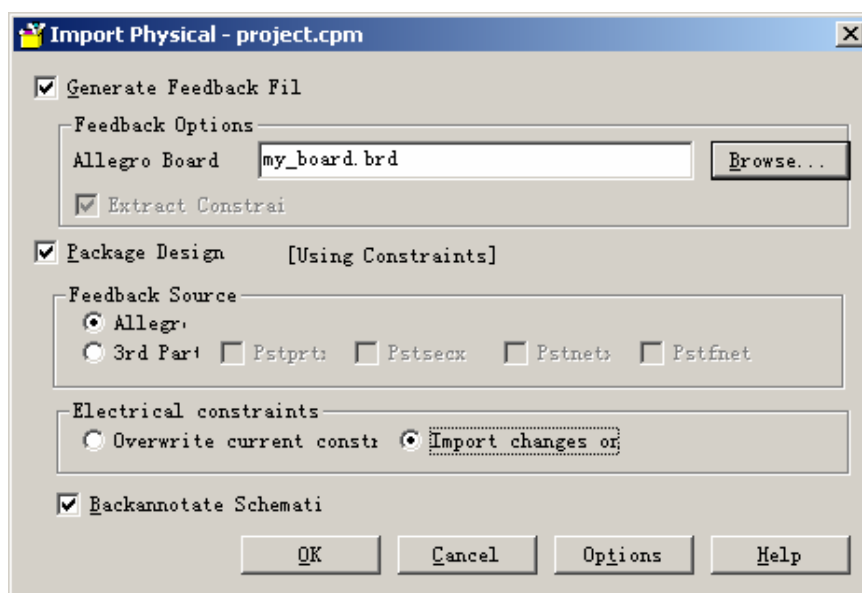 Import Physical - project.cpm
Generate Feedback Fil
Feedback Options
Allegro Board my_board.brd Browse...
Extract Constrai
Package Design [Using Constraints]
Feedback Source
Allegr
3rd Part Pstprt Pstsecx Pstnet Pstfnet
Electrical constraints
Overwrite current const Import changes or
Backannotate Schemati
OK Cancel Options Help